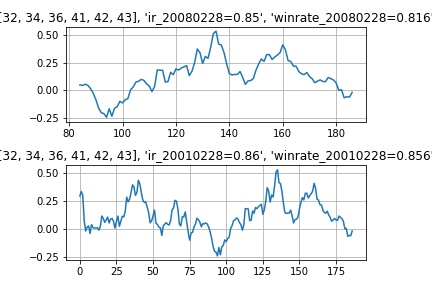 [32, 34, 36, 41, 42, 43], 'ir_20080228=0.85', 'winrate_20080228=0.816'
0.50
0.25
0.00
−0.25
80 100 120 140 160 180
[32, 34, 36, 41, 42, 43], 'ir_20010228=0.86', 'winrate_20010228=0.856'
0.50
0.25
0.00
−0.25
0 25 50 75 100 125 150 175